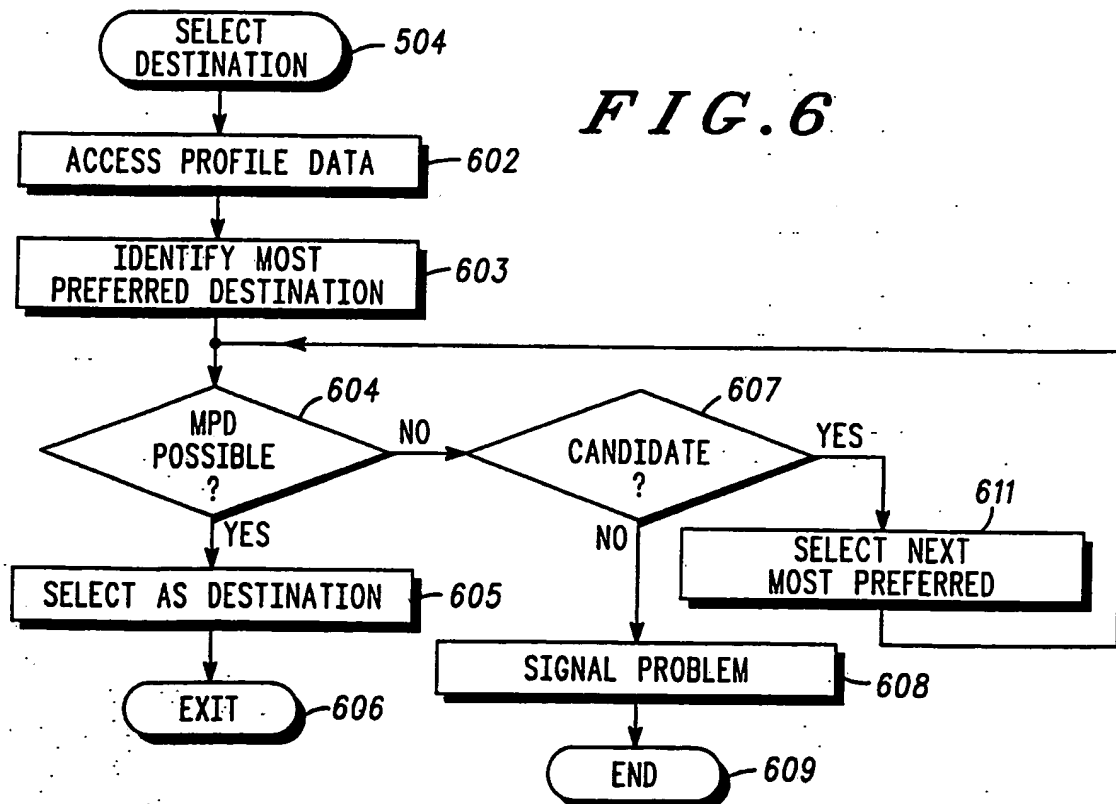 SELECT
DESTINATION
504
FIG.6
ACCESS PROFILE DATA
602
IDENTIFY MOST
PREFERRED DESTINATION
603
604
MPD
POSSIBLE
?
NO
YES
607
CANDIDATE
?
YES
NO
611
SELECT NEXT
MOST PREFERRED
SELECT AS DESTINATION
605
SIGNAL PROBLEM
608
EXIT
606
END
609